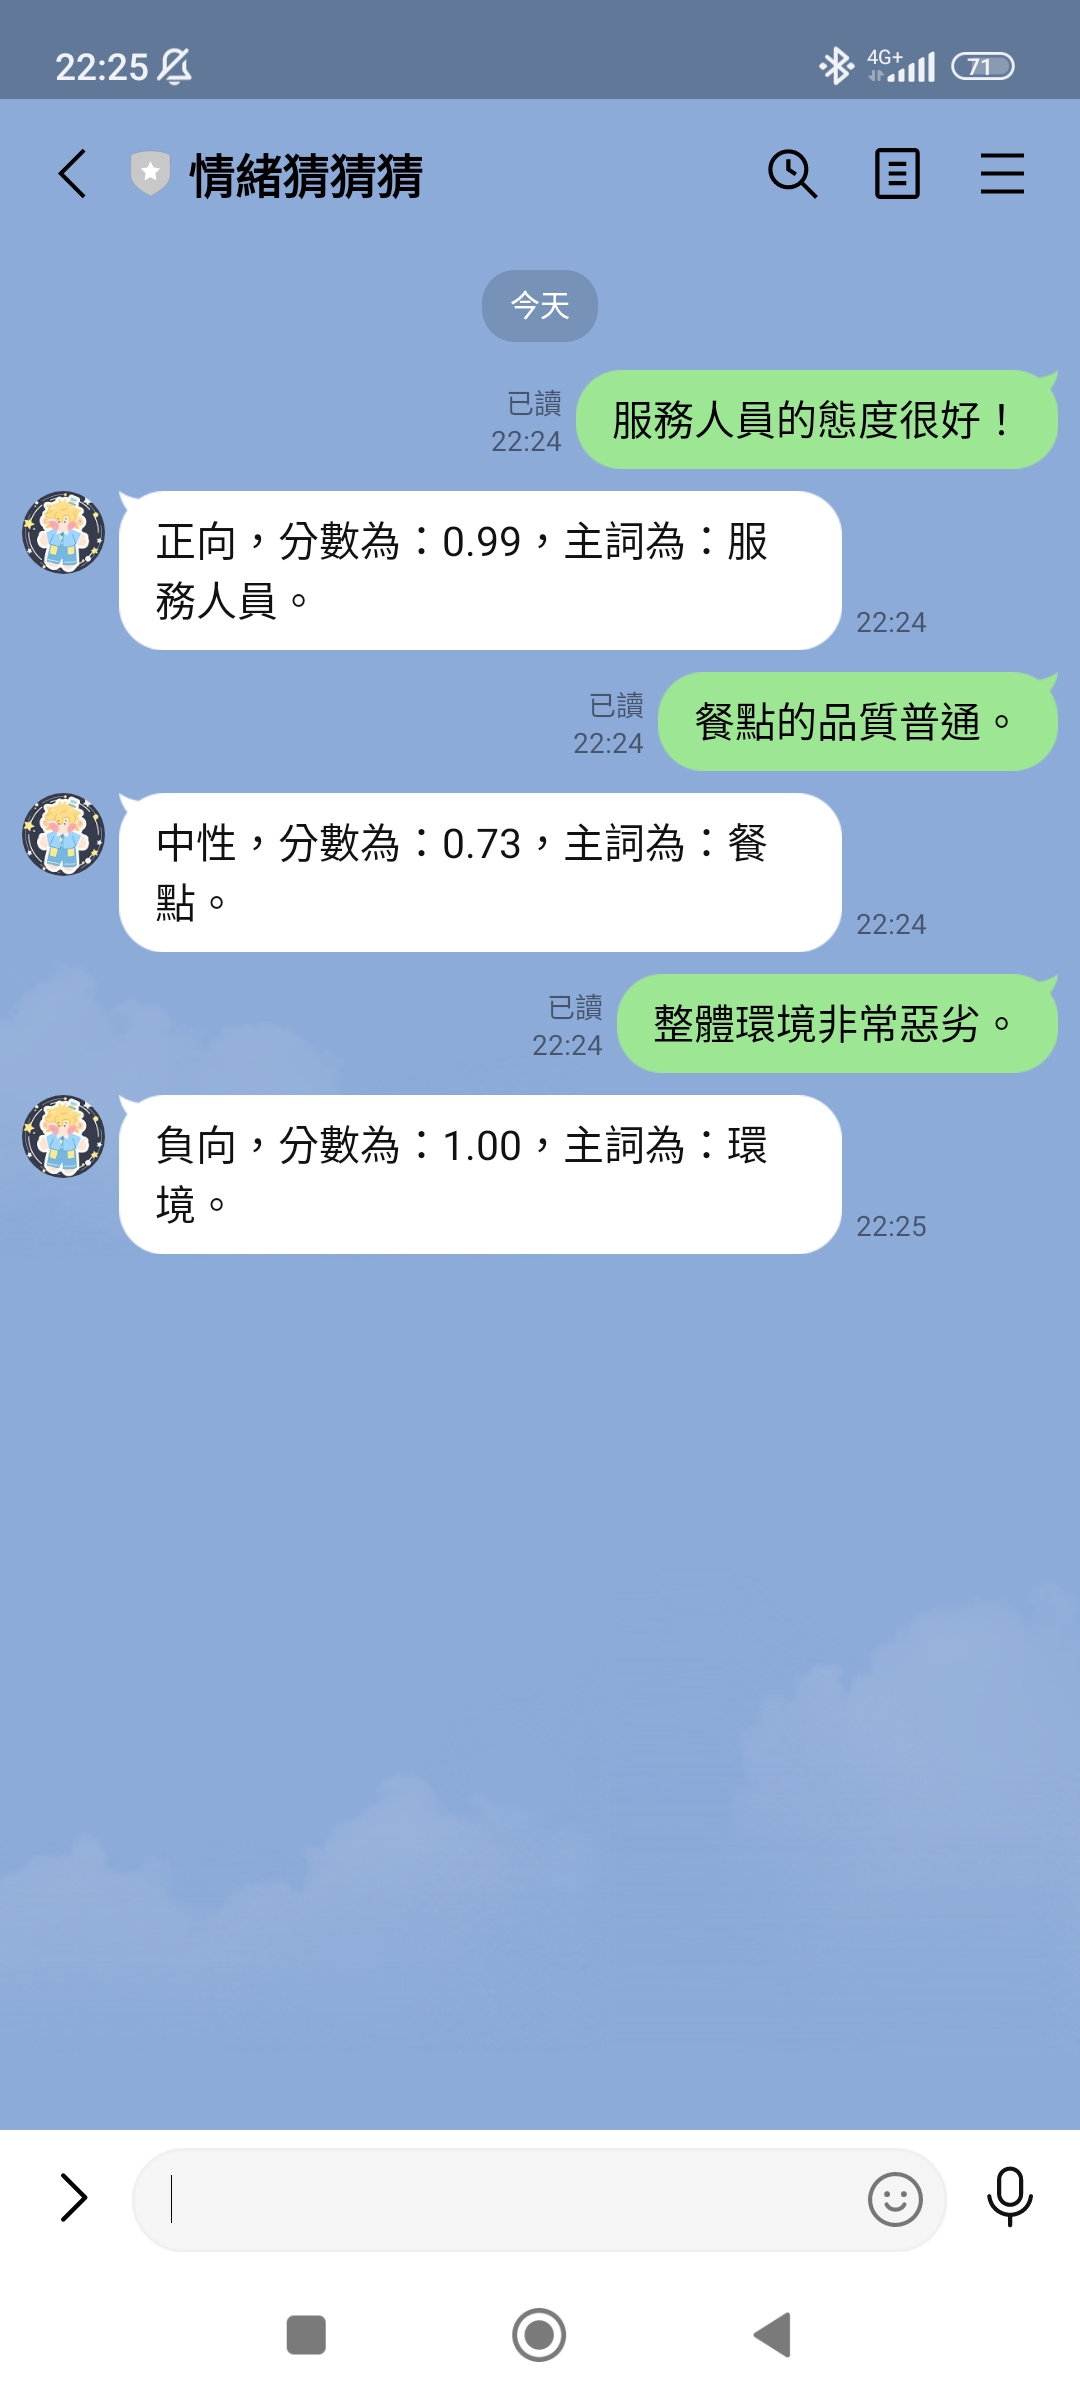 22:25
4G+
71
情緒猜猜猜
今天
已讀
22:24
服務人員的態度很好！
正向，分數為：0.99，主詞為：服
務人員。
22:24
已讀
22:24
餐點的品質普通。
中性，分數為：0.73，主詞為：餐
點。
22:24
已讀
22:24
整體環境非常惡劣。
負向，分數為：1.00，主詞為：環
境。
22:25